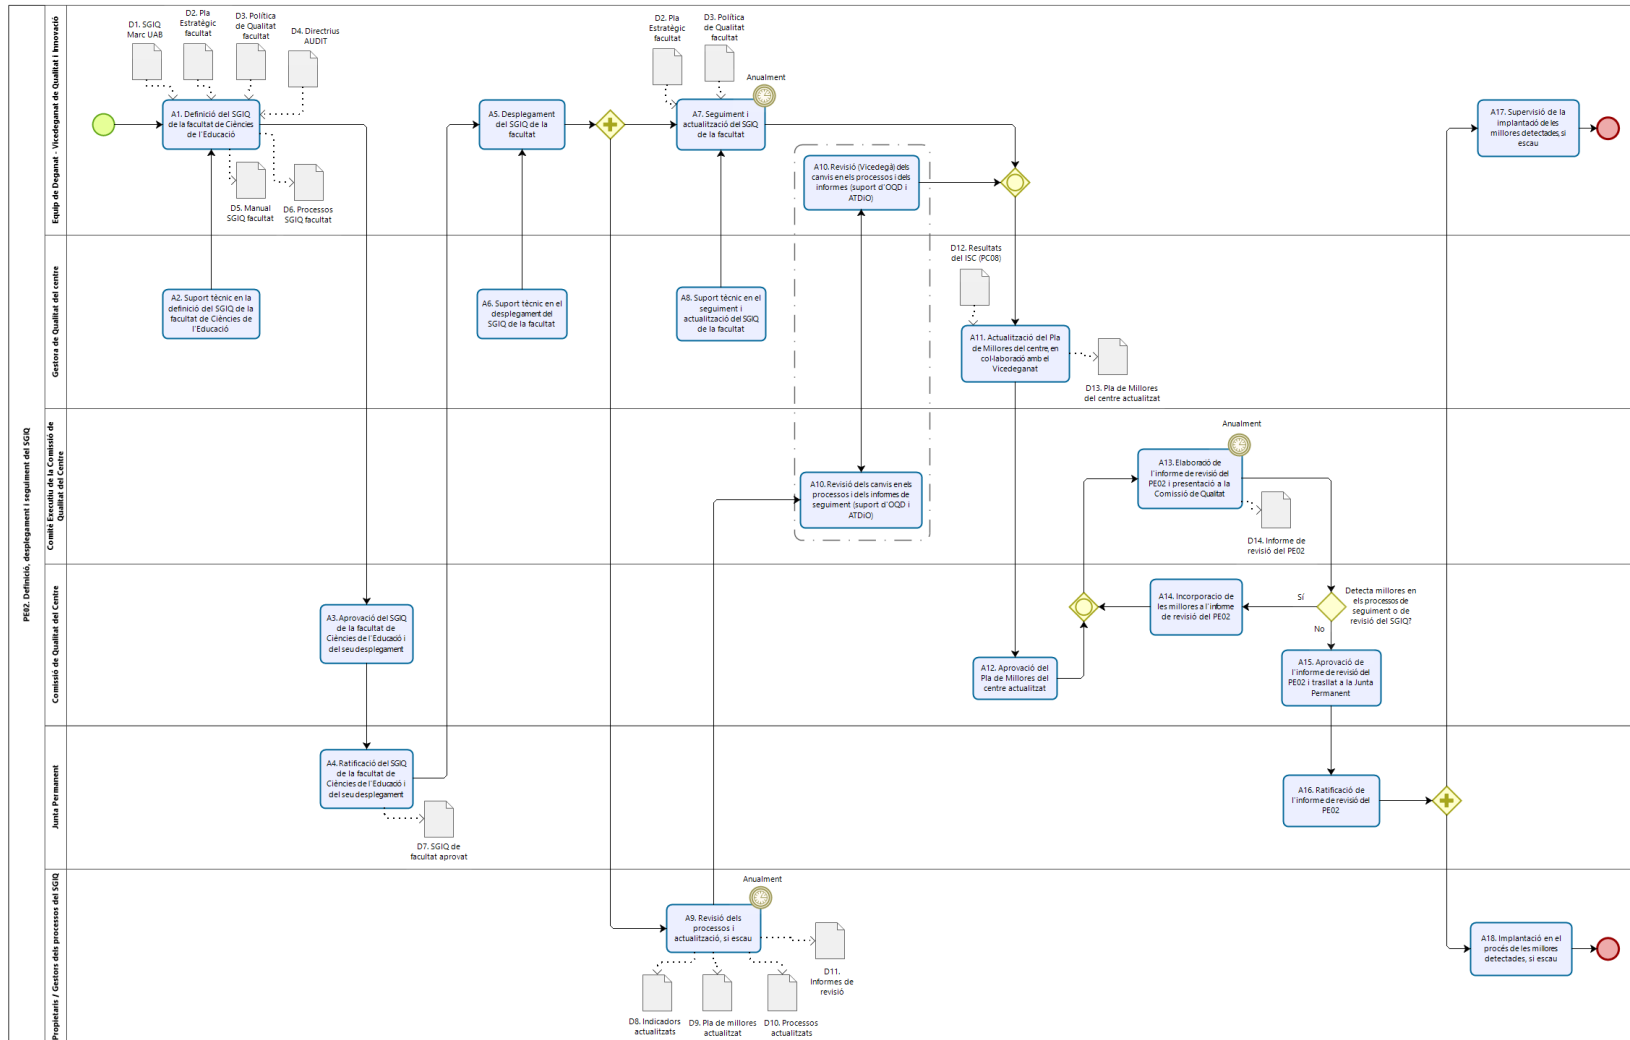 PE02. Definició, desplegament i seguiment del SGIQ
Equip de Deganat - Vicedeganat de Qualitat i Innovació
D1. SGIQ
Marc UAB
D2. Pla
Estratègic
facultat
D3. Política
de Qualitat
facultat
D4. Directrius
AUDIT
A1. Definició del SGIQ
de la facultat de Ciències
de l'Educació
D5. Manual
SGIQ facultat
D6. Processos
SGIQ facultat
A5. Desplegament
del SGIQ de la
facultat
D2. Pla
Estratègic
facultat
D3. Política
de Qualitat
facultat
Anualment
A7. Seguiment i
actualització del SGIQ
de la facultat
A10. Revisió (Vicedegà) dels
canvis en els processos i dels
informes (suport d'OQD i
ATDiO)
A17. Supervisió de la
implantació de les
millores detectades, si
escau
Gestora de Qualitat del centre
A2. Suport tècnic en la
definició del SGIQ de la
facultat de Ciències de
l'Educació
A6. Suport tècnic en el
desplegament del
SGIQ de la facultat
A8. Suport tècnic en el
seguiment i
actualització del SGIQ
de la facultat
D12. Resultats
del ISC (PC08)
A11. Actualització del Pla
de Millores del centre, en
col·laboració amb el
Vicedeganat
D13. Pla de Millores
del centre actualitzat
Comitè Executiu de la Comissió de
Qualitat del Centre
A10. Revisió dels canvis en els
processos i dels informes de
seguiment (suport d'OQD i
ATDiO)
Anualment
A13. Elaboració de
l'informe de revisió del
PE02 i presentació a la
Comissió de Qualitat
D14. Informe de
revisió del PE02
Comissió de Qualitat del Centre
A3. Aprovació del SGIQ
de la facultat de
Ciències de l'Educació i
del seu desplegament
A12. Aprovació del
Pla de Millores del
centre actualitzat
A14. Incorporacio de
les millores a l'informe
de revisió del PE02
Sí
Detecta millores en
els processos de
seguiment o de
revisió del SGIQ?
No
A15. Aprovació de
l'informe de revisió del
PE02 i trasllat a la Junta
Permanent
Junta Permanent
A4. Ratificació del SGIQ
de la facultat de
Ciències de l'Educació i
del seu desplegament
D7. SGIQ de
facultat aprovat
A16. Ratificació de
l'informe de revisió del
PE02
Propietaris / Gestors dels processos del SGIQ
Anualment
A9. Revisió dels
processos i
actualització, si escau
D8. Indicadors
actualitzats
D9. Pla de millores
actualitzat
D10. Processos
actualitzats
D11.
Informes de
revisió
A18. Implantació en el
procés de les millores
detectades, si escau